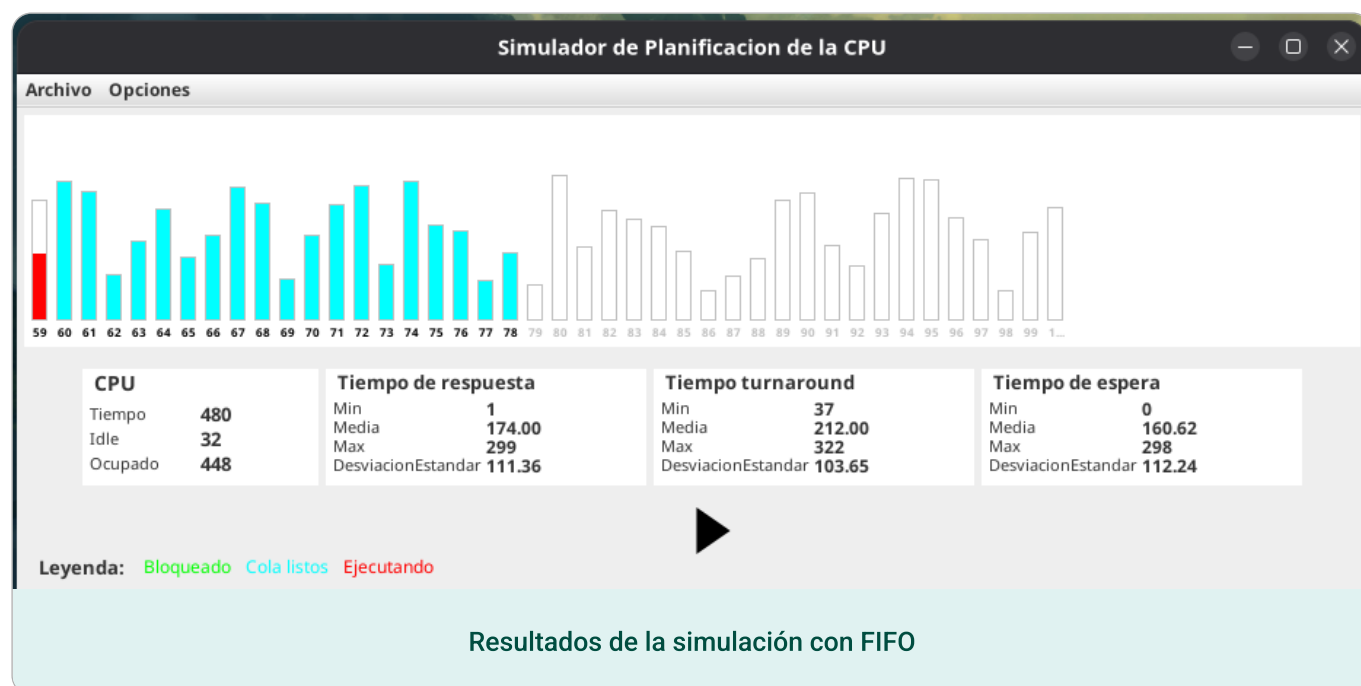 Simulador de Planificacion de la CPU
Archivo Opciones
59 60 61 62 63 64 65 66 67 68 69 70 71 72 73 74 75 76 77 78 79 80 81 82 83 84 85 86 87 88 89 90 91 92 93 94 95 96 97 98 99 1...
CPU
Tiempo 480
Idle 32
Ocupado 448
Tiempo de respuesta
Min 1
Media 174.00
Max 299
DesviacionEstandar 111.36
Tiempo turnaround
Min 37
Media 212.00
Max 322
DesviacionEstandar 103.65
Tiempo de espera
Min 0
Media 160.62
Max 298
DesviacionEstandar 112.24
Leyenda: Bloqueado Cola listos Ejecutando
Resultados de la simulación con FIFO